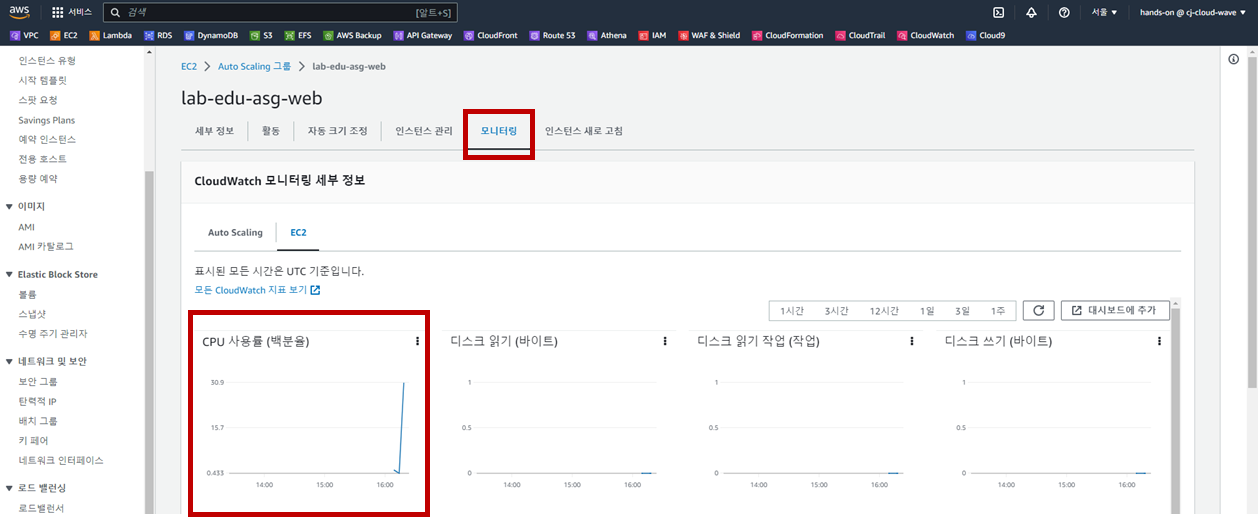 aws 서비스 검색 [알트+S] 서울 hands-on @ cj-cloud-wave
VPC EC2 Lambda RDS DynamoDB S3 EFS AWS Backup API Gateway CloudFront Route 53 Athena IAM WAF & Shield CloudFormation CloudTrail CloudWatch Cloud9
인스턴스 유형
시작 템플릿
스팟 요청
Savings Plans
예약 인스턴스
전용 호스트
용량 예약
이미지
AMI
AMI 카탈로그
Elastic Block Store
볼륨
스냅샷
수명 주기 관리자
네트워크 및 보안
보안 그룹
탄력적 IP
배치 그룹
키 페어
네트워크 인터페이스
로드 밸런싱
로드밸런서
EC2 > Auto Scaling 그룹 > lab-edu-asg-web
lab-edu-asg-web
세부 정보 활동 자동 크기 조정 인스턴스 관리 모니터링 인스턴스 새로 고침
CloudWatch 모니터링 세부 정보
Auto Scaling EC2
표시된 모든 시간은 UTC 기준입니다.
모든 CloudWatch 지표 보기
1시간 3시간 12시간 1일 3일 1주 대시보드에 추가
CPU 사용률 (백분율)
30.9
15.7
0.433
14:00 15:00 16:00
디스크 읽기 (바이트)
1
0.5
0
14:00 15:00 16:00
디스크 읽기 작업 (작업)
1
0.5
0
14:00 15:00 16:00
디스크 쓰기 (바이트)
1
0.5
0
14:00 15:00 16:00